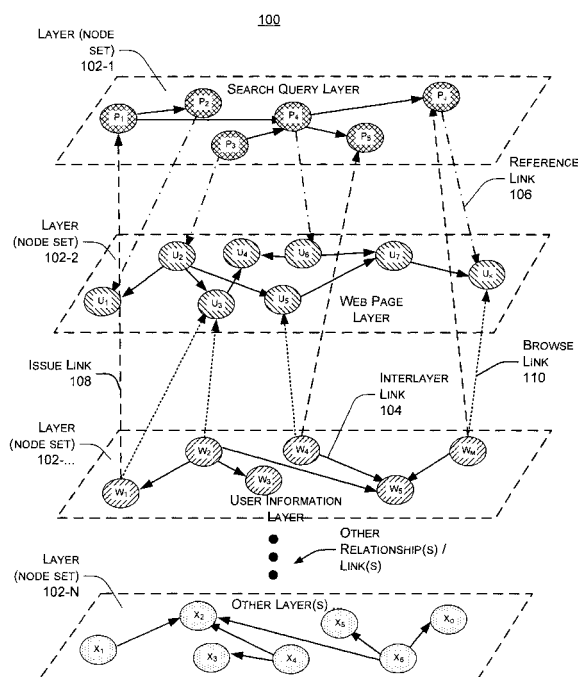 100
LAYER (NODE
SET)
102-1
SEARCH QUERY LAYER
P1
P2
P3
P4
P5
Pi
REFERENCE
LINK
106
LAYER
(NODE SET)
102-2
U1
U2
U3
U4
U5
U6
U7
UK
WEB PAGE
LAYER
ISSUE LINK
108
INTERLAYER
LINK
104
BROWSE
LINK
110
LAYER
(NODE SET)
102-...
W1
W2
W3
W4
W5
WM
USER INFORMATION
LAYER
OTHER
RELATIONSHIP(S) /
LINK(S)
LAYER
(NODE SET)
102-N
OTHER LAYER(S)
X1
X2
X3
X4
X5
X6
XO